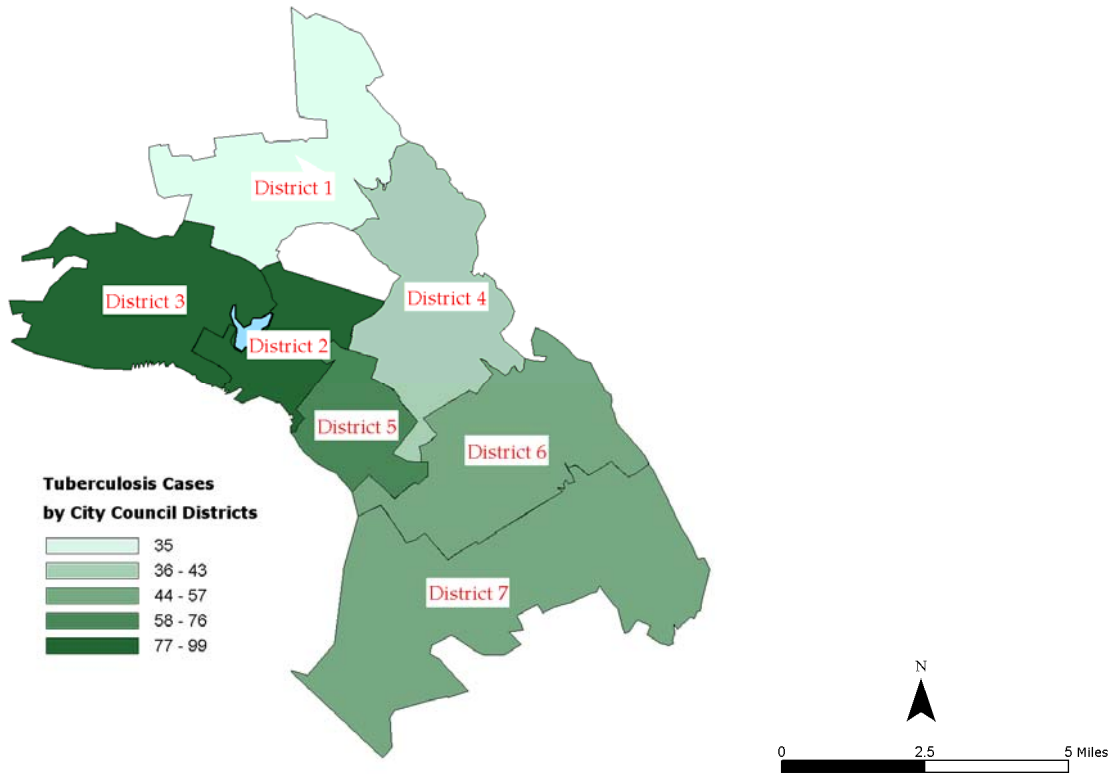 District 1
District 3
District 4
District 2
District 5
District 6
District 7
Tuberculosis Cases
by City Council Districts
35
36 - 43
44 - 57
58 - 76
77 - 99
N
0 2.5 5 Miles